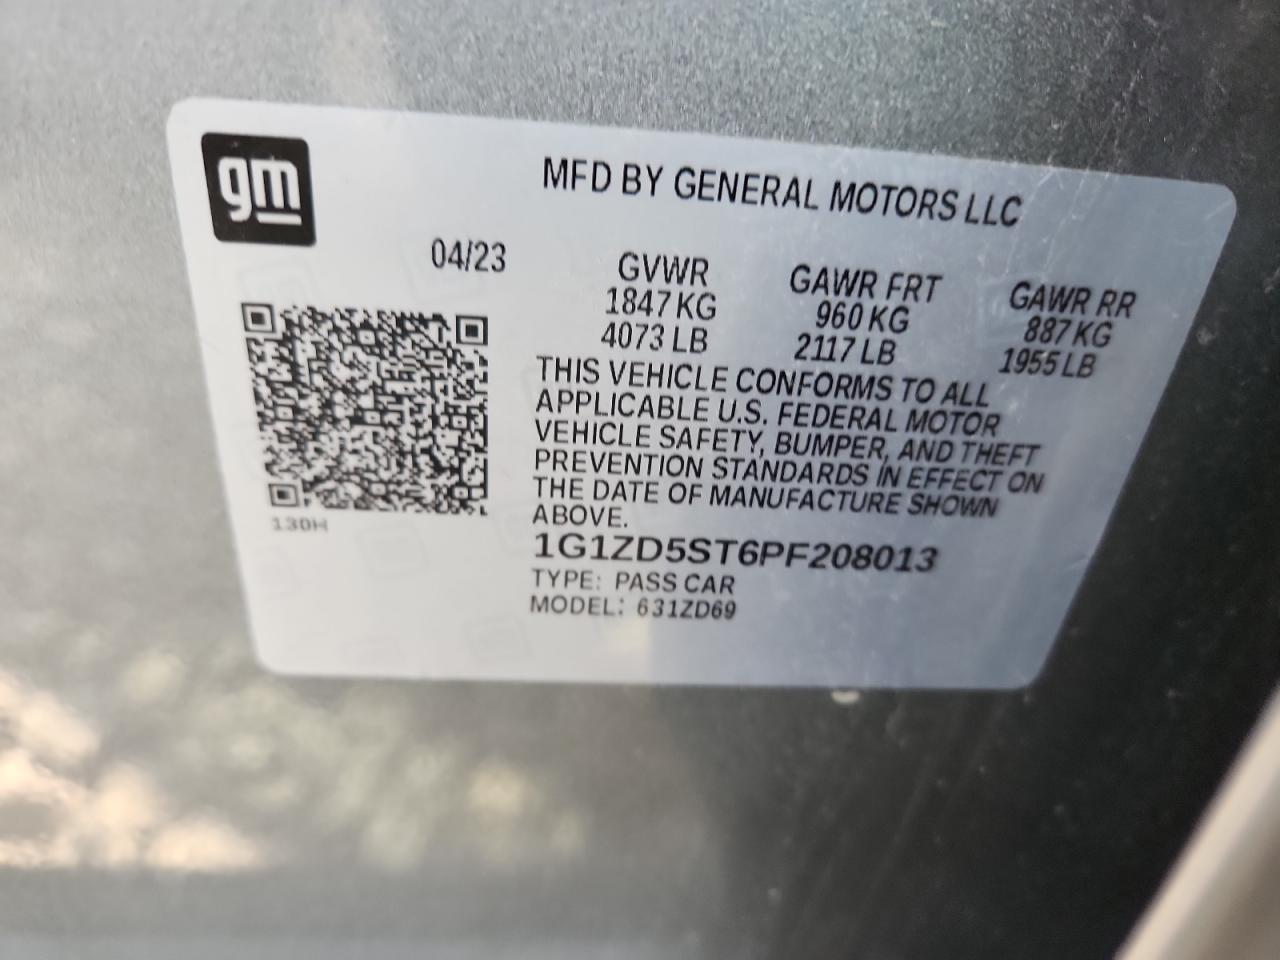 gm
MFD BY GENERAL MOTORS LLC
04/23
GVWR
1847 KG
4073 LB
GAWR FRT
960 KG
2117 LB
GAWR RR
887 KG
1955 LB
THIS VEHICLE CONFORMS TO ALL
APPLICABLE U.S. FEDERAL MOTOR
VEHICLE SAFETY, BUMPER, AND THEFT
PREVENTION STANDARDS IN EFFECT ON
THE DATE OF MANUFACTURE SHOWN
ABOVE.
130H
1G1ZD5ST6PF208013
TYPE: PASS CAR
MODEL: 631ZD69